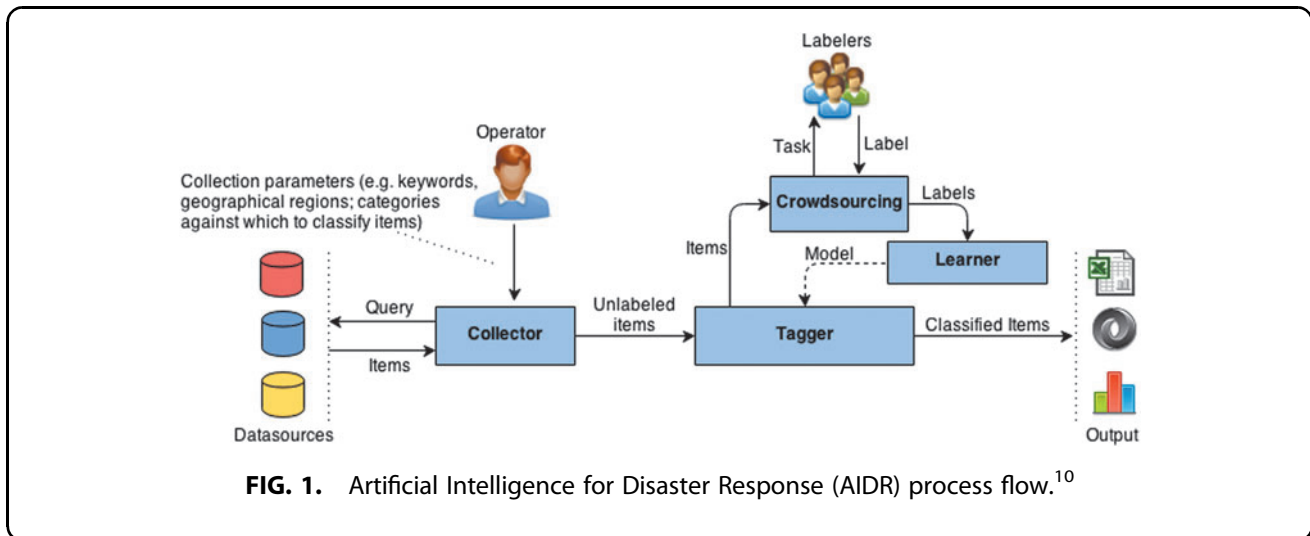 Labelers
Operator
Task
Label
Collection parameters (e.g. keywords,
geographical regions; categories
against which to classify items)
Crowdsourcing
Labels
Items
Model
Learner
Query
Collector
Unlabeled
items
Tagger
Classified Items
Items
Datasources
Output
FIG. 1. Artificial Intelligence for Disaster Response (AIDR) process flow.10